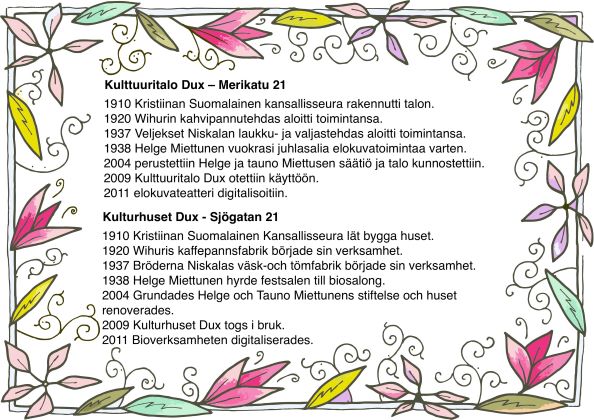 Kulttuuritalo Dux – Merikatu 21
1910 Kristiinan Suomalainen kansallisseura rakennutti talon.
1920 Wihurin kahvipannutehdas aloitti toimintansa.
1937 Veljekset Niskalan laukku- ja valjastehdas aloitti toimintansa.
1938 Helge Miettunen vuokrasi juhlasalia elokuvatoimintaa varten.
2004 perustettiin Helge ja tauno Miettusen säätiö ja talo kunnostettiin.
2009 Kulttuuritalo Dux otettiin käyttöön.
2011 elokuvateatteri digitalisoitiin.
Kulturhuset Dux - Sjögatan 21
1910 Kristiinan Suomalainen Kansallisseura lät bygga huset.
1920 Wihuris kaffepannsfabrik började sin verksamhet.
1937 Bröderna Niskalas väsk-och tömfabrik började sin verksamhet.
1938 Helge Miettunen hyrde festsalen till biosalong.
2004 Grundades Helge och Tauno Miettunens stiftelse och huset
renoverades.
2009 Kulturhuset Dux togs i bruk.
2011 Bioverksamheten digitaliserades.